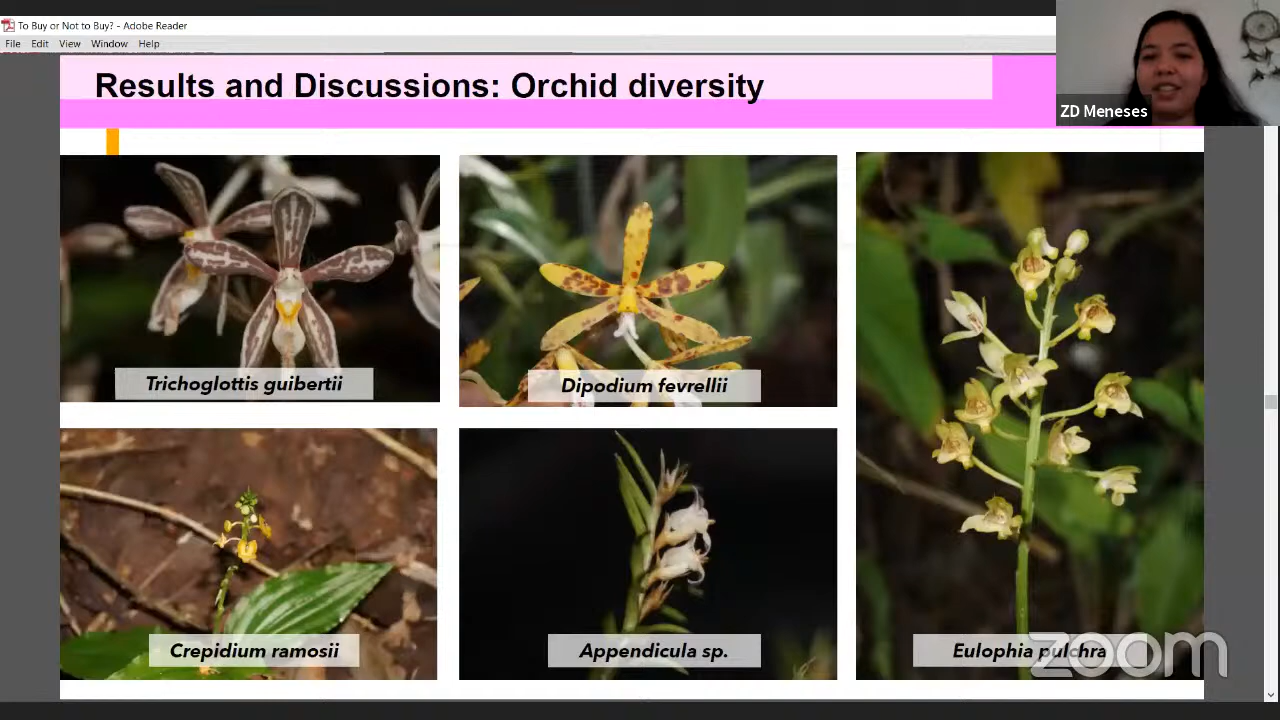 To Buy or Not to Buy? - Adobe Reader
File Edit View Window Help
ZD Meneses
Results and Discussions: Orchid diversity
Trichoglottis guibertii
Dipodium fevrellii
Crepidium ramosii
Appendicula sp.
Eulophia pulchra
zoom